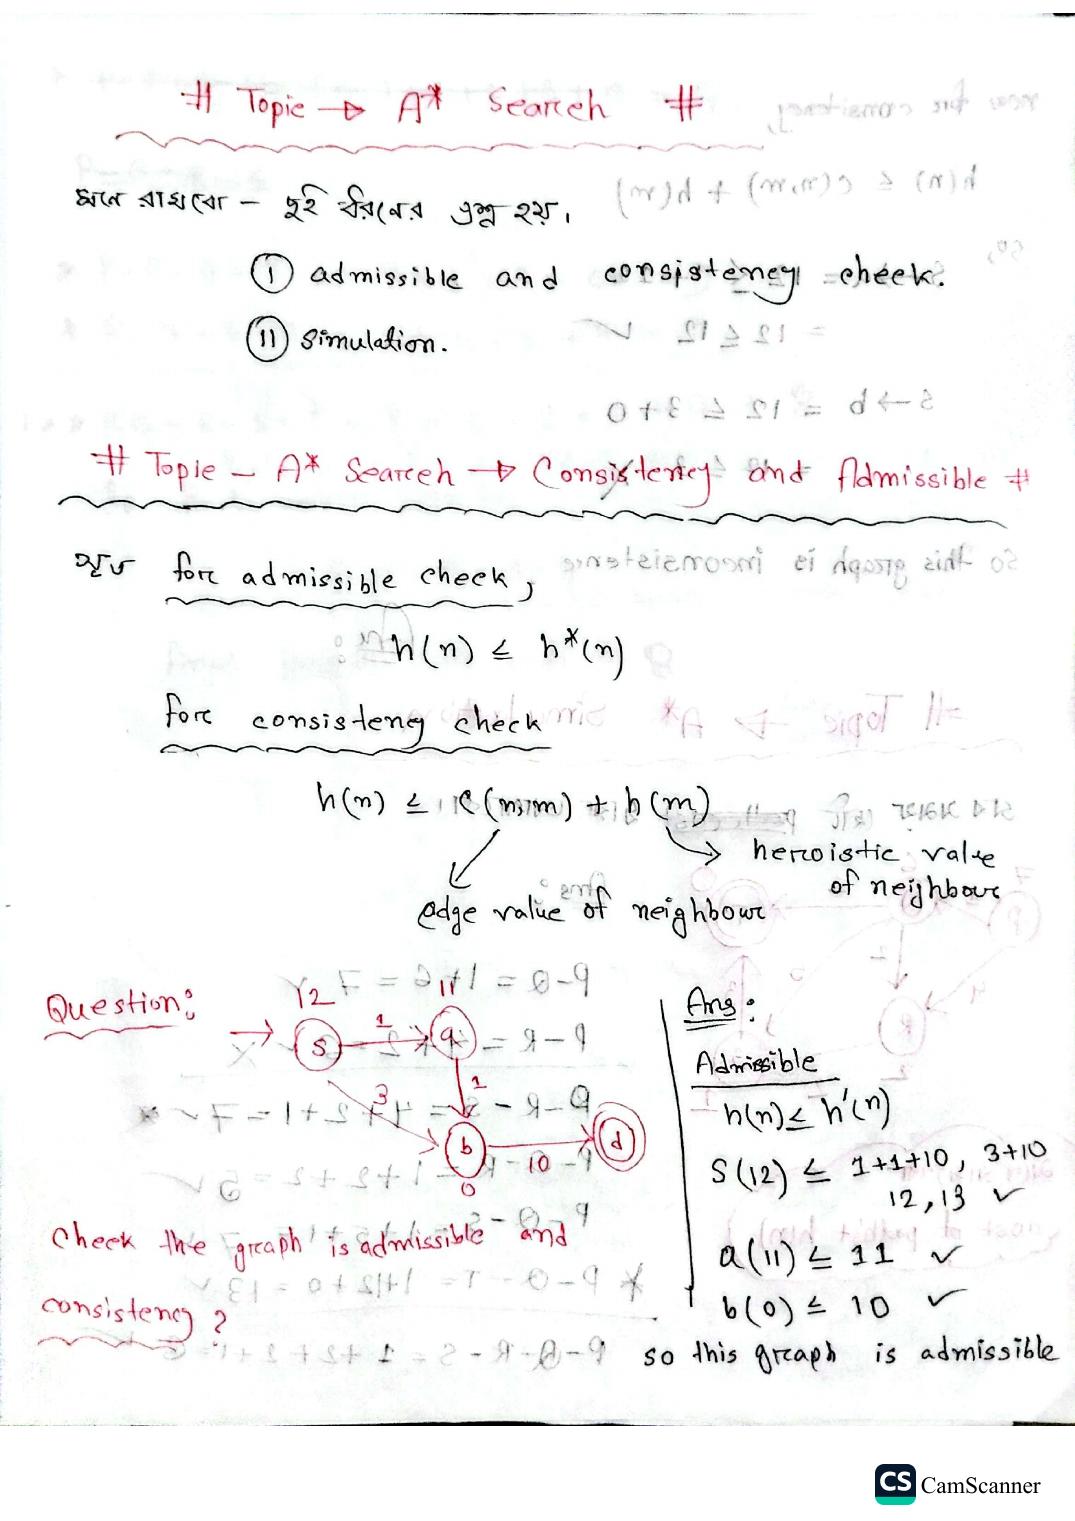 # Topic → A* Search #
মনে রাখবো - দুই ধরনের প্রশ্ন হয়।
(I) admissible and consistency check.
(II) simulation.
# Topic - A* Search → Consistency and Admissible #
সূত্র for admissible check,
h(n) ≤ h*(n)
for consisteny check
h(n) ≤ c(n,m) + h(m)
heroistic value of neighbour
edge value of neighbour
Question:
12
11
S
1
a
3
1
b
10
d
0
check the graph is admissible and
consisteny?
Ans:
Admissible
h(n) ≤ h'(n)
S(12) ≤ 1+1+10, 3+10
12, 13 ✓
a(11) ≤ 11 ✓
b(0) ≤ 10 ✓
so this graph is admissible
CS CamScanner